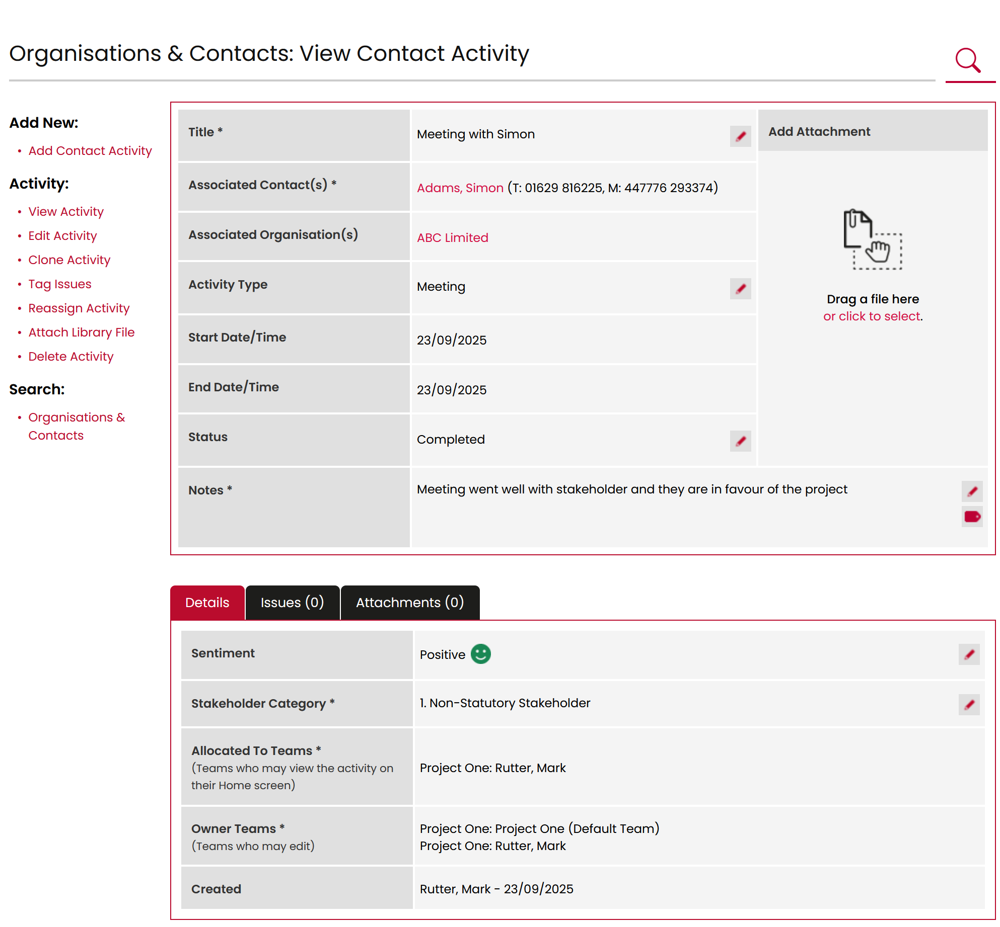 Organisations & Contacts: View Contact Activity
Add New:
• Add Contact Activity
Activity:
• View Activity
• Edit Activity
• Clone Activity
• Tag Issues
• Reassign Activity
• Attach Library File
• Delete Activity
Search:
• Organisations &
Contacts
Title *
Meeting with Simon
Associated Contact(s) *
Adams, Simon (T: 01629 816225, M: 447776 293374)
Associated Organisation(s)
ABC Limited
Activity Type
Meeting
Start Date/Time
23/09/2025
End Date/Time
23/09/2025
Status
Completed
Notes *
Meeting went well with stakeholder and they are in favour of the project
Add Attachment
Drag a file here
or click to select.
Details
Issues (0)
Attachments (0)
Sentiment
Positive
Stakeholder Category *
1. Non-Statutory Stakeholder
Allocated To Teams *
(Teams who may view the activity on
their Home screen)
Project One: Rutter, Mark
Owner Teams *
(Teams who may edit)
Project One: Project One (Default Team)
Project One: Rutter, Mark
Created
Rutter, Mark - 23/09/2025